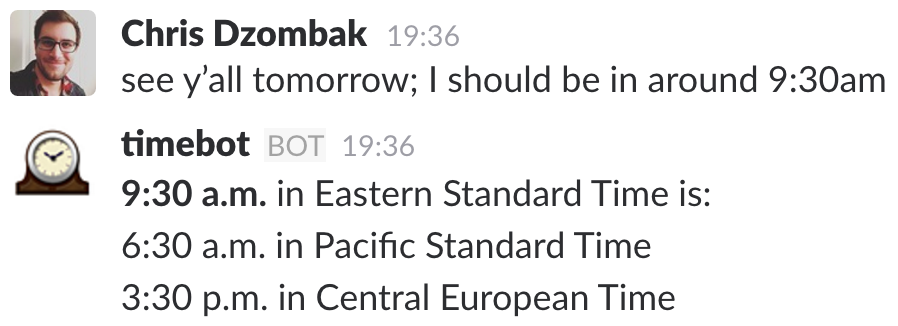 Chris Dzombak 19:36
see y’all tomorrow; I should be in around 9:30am
timebot BOT 19:36
9:30 a.m. in Eastern Standard Time is:
6:30 a.m. in Pacific Standard Time
3:30 p.m. in Central European Time